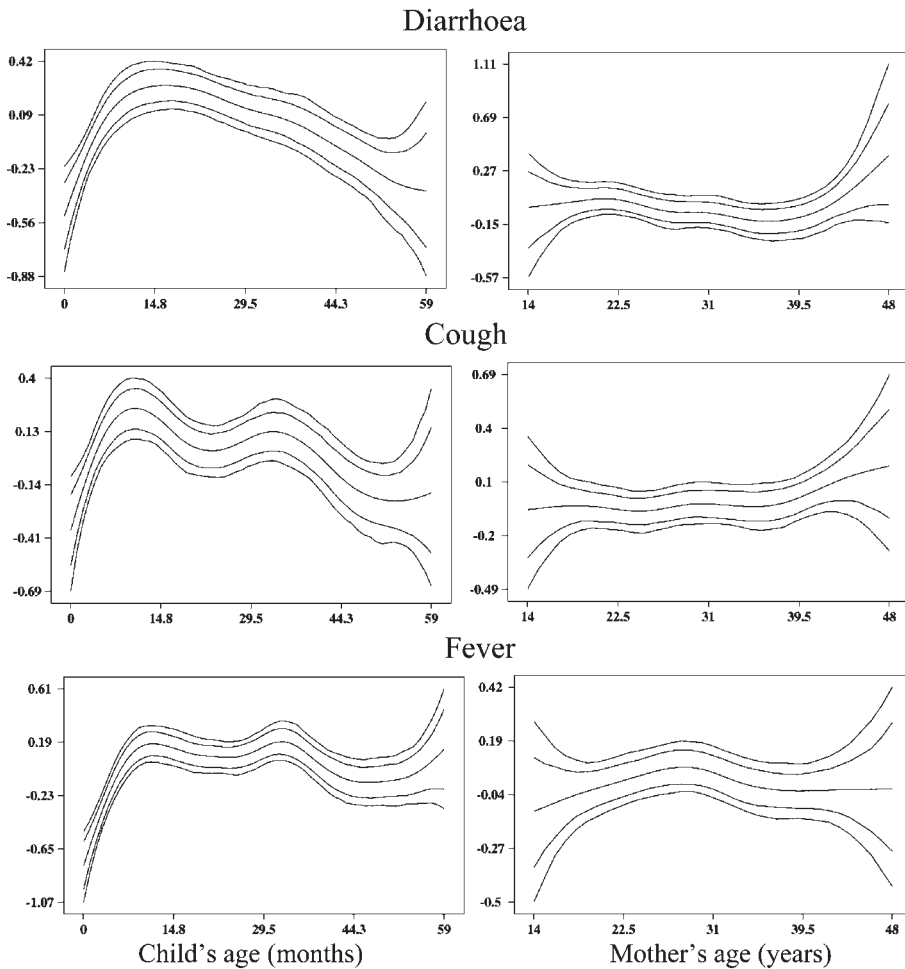 Diarrhoea
0.42
0.09
-0.23
-0.56
-0.88
0 14.8 29.5 44.3 59
1.11
0.69
0.27
-0.15
-0.57
14 22.5 31 39.5 48
Cough
0.4
0.13
-0.14
-0.41
-0.69
0 14.8 29.5 44.3 59
0.69
0.4
0.1
-0.2
-0.49
14 22.5 31 39.5 48
Fever
0.61
0.19
-0.23
-0.65
-1.07
0 14.8 29.5 44.3 59
Child's age (months)
0.42
0.19
-0.04
-0.27
-0.5
14 22.5 31 39.5 48
Mother's age (years)